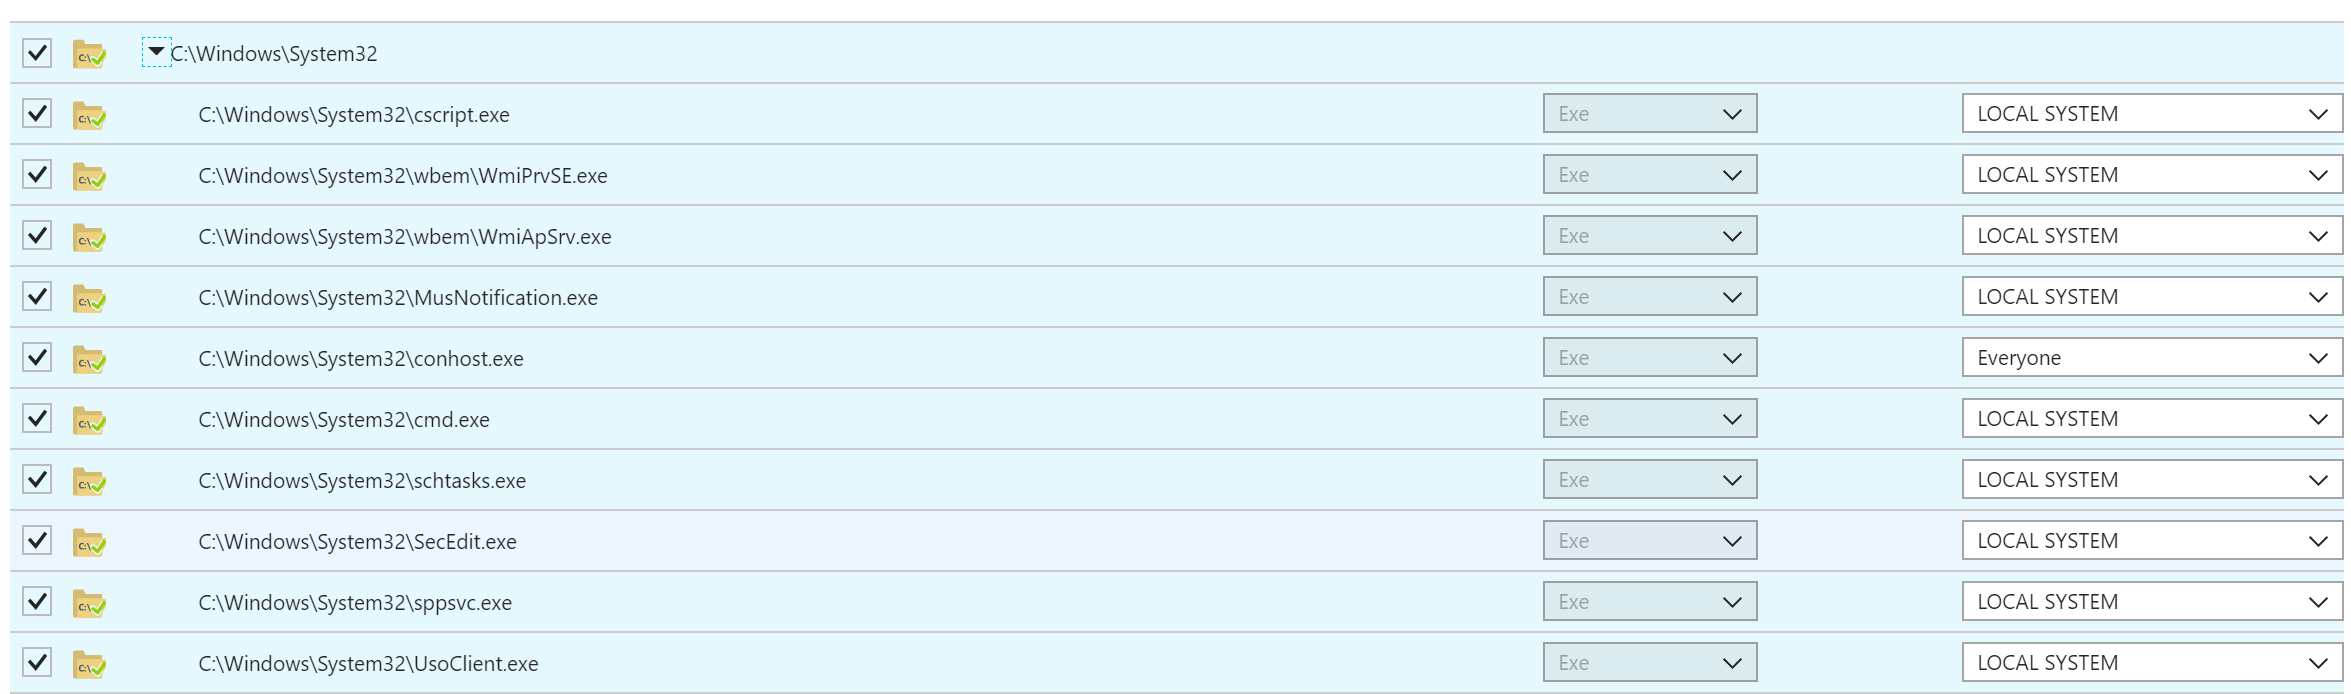 C:\Windows\System32
C:\Windows\System32\cscript.exe Exe LOCAL SYSTEM
C:\Windows\System32\wbem\WmiPrvSE.exe Exe LOCAL SYSTEM
C:\Windows\System32\wbem\WmiApSrv.exe Exe LOCAL SYSTEM
C:\Windows\System32\MusNotification.exe Exe LOCAL SYSTEM
C:\Windows\System32\conhost.exe Exe Everyone
C:\Windows\System32\cmd.exe Exe LOCAL SYSTEM
C:\Windows\System32\schtasks.exe Exe LOCAL SYSTEM
C:\Windows\System32\SecEdit.exe Exe LOCAL SYSTEM
C:\Windows\System32\sppsvc.exe Exe LOCAL SYSTEM
C:\Windows\System32\UsoClient.exe Exe LOCAL SYSTEM